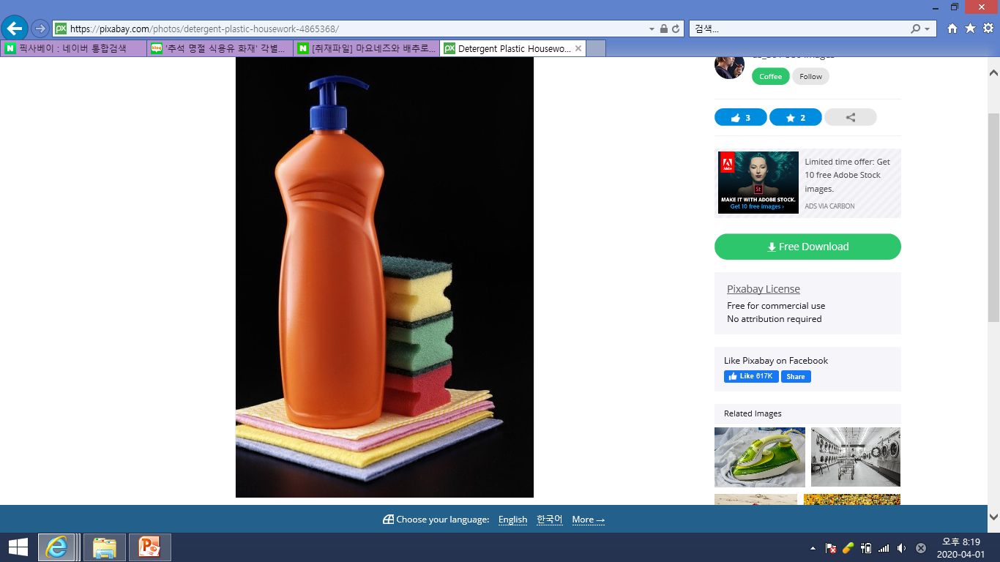 https://pixabay.com/photos/detergent-plastic-housework-4865368/
검색...
픽사베이 : 네이버 통합검색
blog
'추석 명절 식용유 화재' 각별...
[취재파일] 마요네즈와 배추로...
px
Detergent Plastic Housewo...
Coffee
Follow
3
2
Adobe
St
MAKE IT WITH ADOBE STOCK.
Get 10 free images ›
Limited time offer: Get
10 free Adobe Stock
images.
ADS VIA CARBON
Free Download
Pixabay License
Free for commercial use
No attribution required
Like Pixabay on Facebook
Like 617K
Share
Related Images
Choose your language:
English
한국어
More →
오후 8:19
2020-04-01